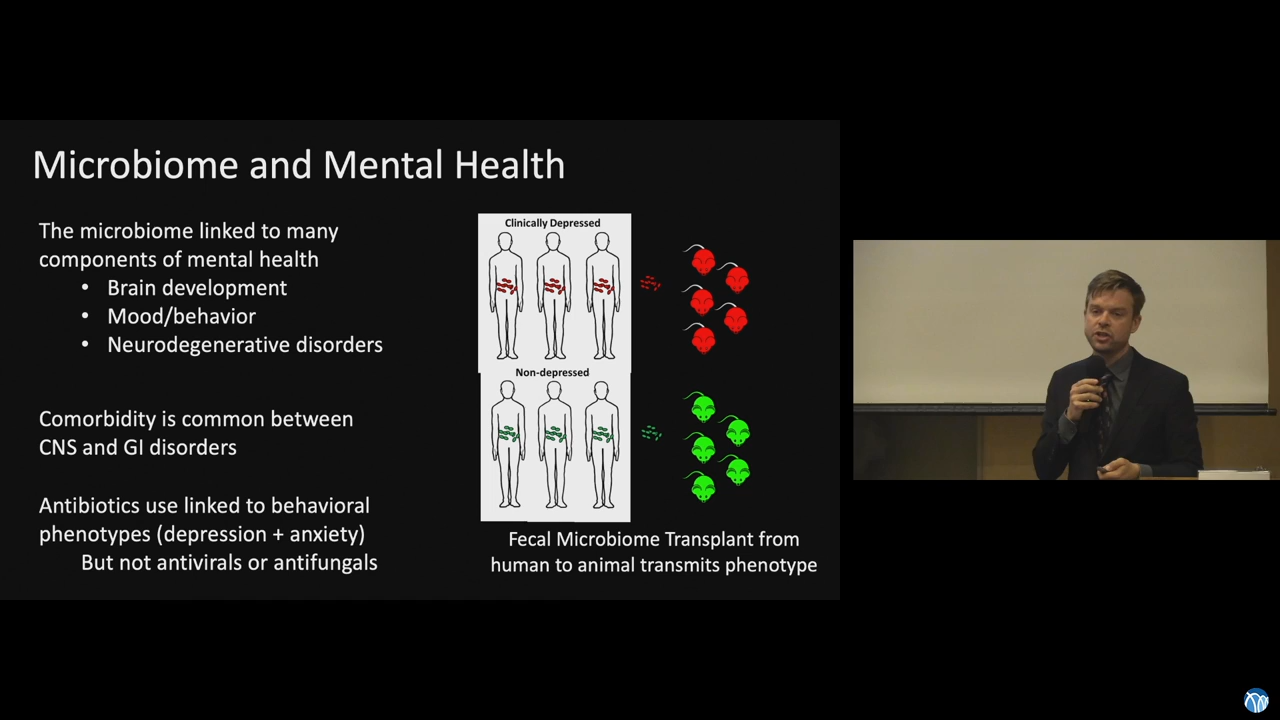 Microbiome and Mental Health
The microbiome linked to many
components of mental health
• Brain development
• Mood/behavior
• Neurodegenerative disorders
Comorbidity is common between
CNS and GI disorders
Antibiotics use linked to behavioral
phenotypes (depression + anxiety)
But not antivirals or antifungals
Clinically Depressed
Non-depressed
Fecal Microbiome Transplant from
human to animal transmits phenotype